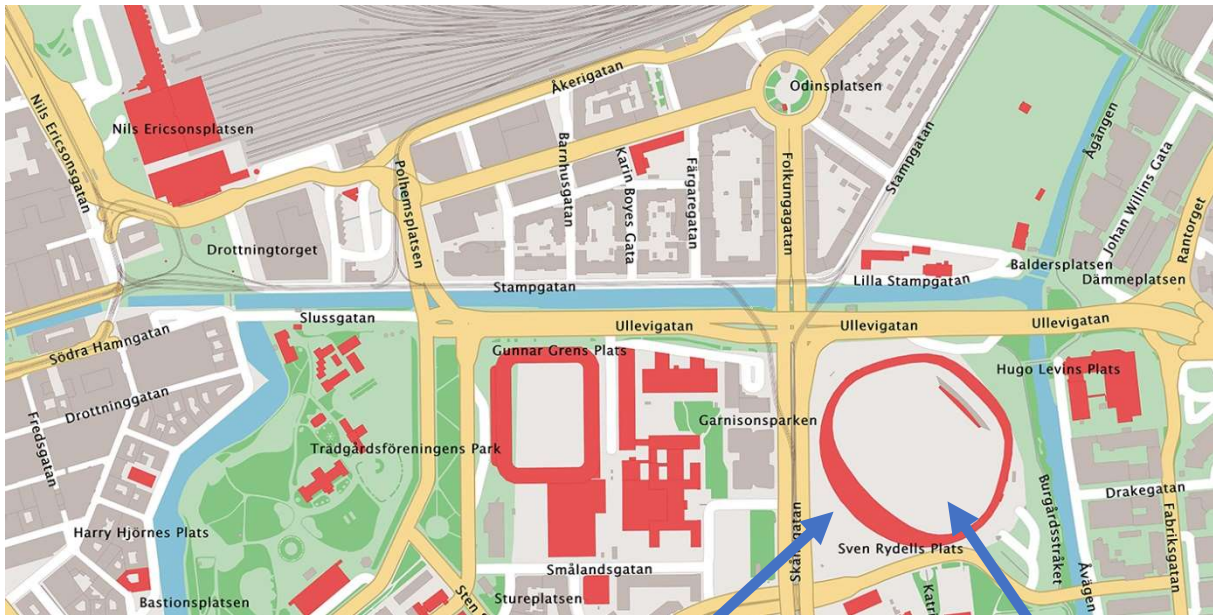 Nils Ericsonsgatan
Nils Ericsonsplatsen
Åkerigatan
Odinsplatsen
Drottningtorget
Polhemsplatsen
Barnhusgatan
Karin Boyes Gata
Färgaregatan
Folkungagatan
Stampgatan
Ågången
Johan Willins Gata
Rantorget
Baldersplatsen
Dämmeplatsen
Stampgatan
Lilla Stampgatan
Slussgatan
Ullevigatan
Ullevigatan
Ullevigatan
Södra Hamngatan
Gunnar Grens Plats
Hugo Levins Plats
Drottninggatan
Fredsgatan
Trädgårdsföreningens Park
Garnisonsparken
Drakegatan
Burgårdsstråket
Fabriksgatan
Harry Hjörnes Plats
Sven Rydells Plats
Smålandsgatan
Åvägen
Bastionsplatsen
Sten
Stureplatsen